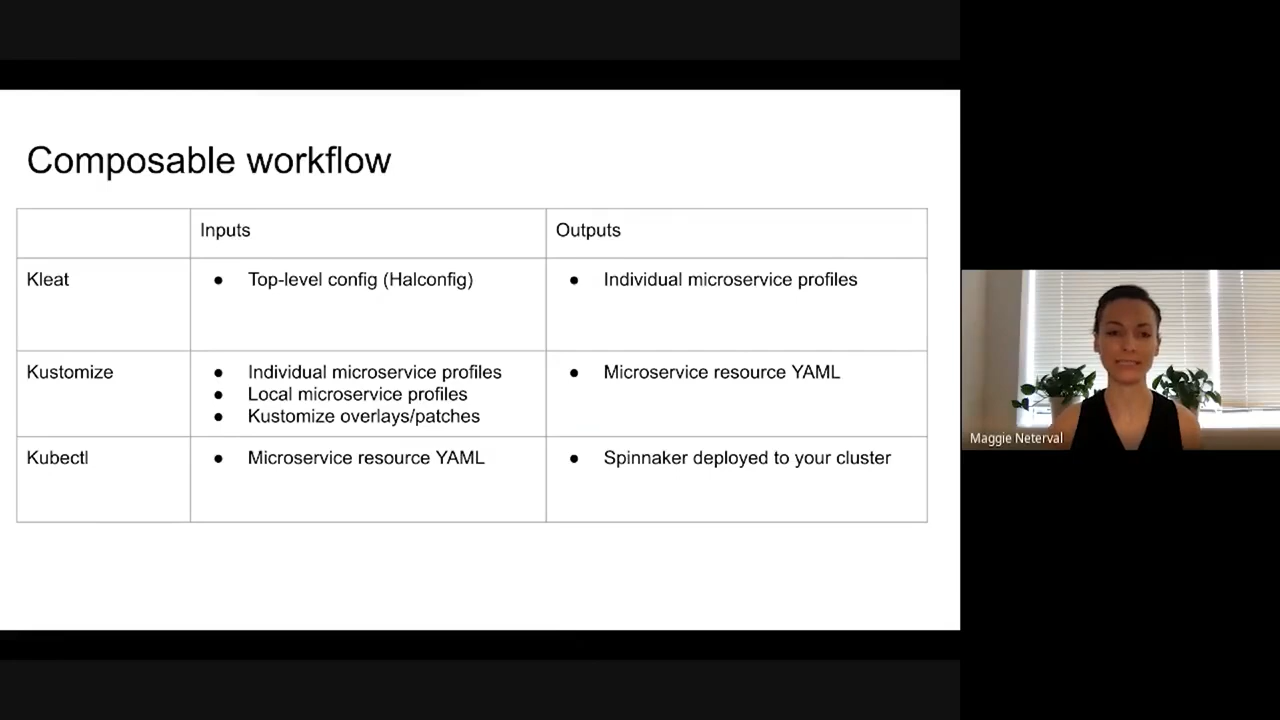 Composable workflow
Inputs
Outputs
Kleat
● Top-level config (Halconfig)
● Individual microservice profiles
Kustomize
● Individual microservice profiles
● Local microservice profiles
● Kustomize overlays/patches
● Microservice resource YAML
Kubectl
● Microservice resource YAML
● Spinnaker deployed to your cluster
Maggie Neterval